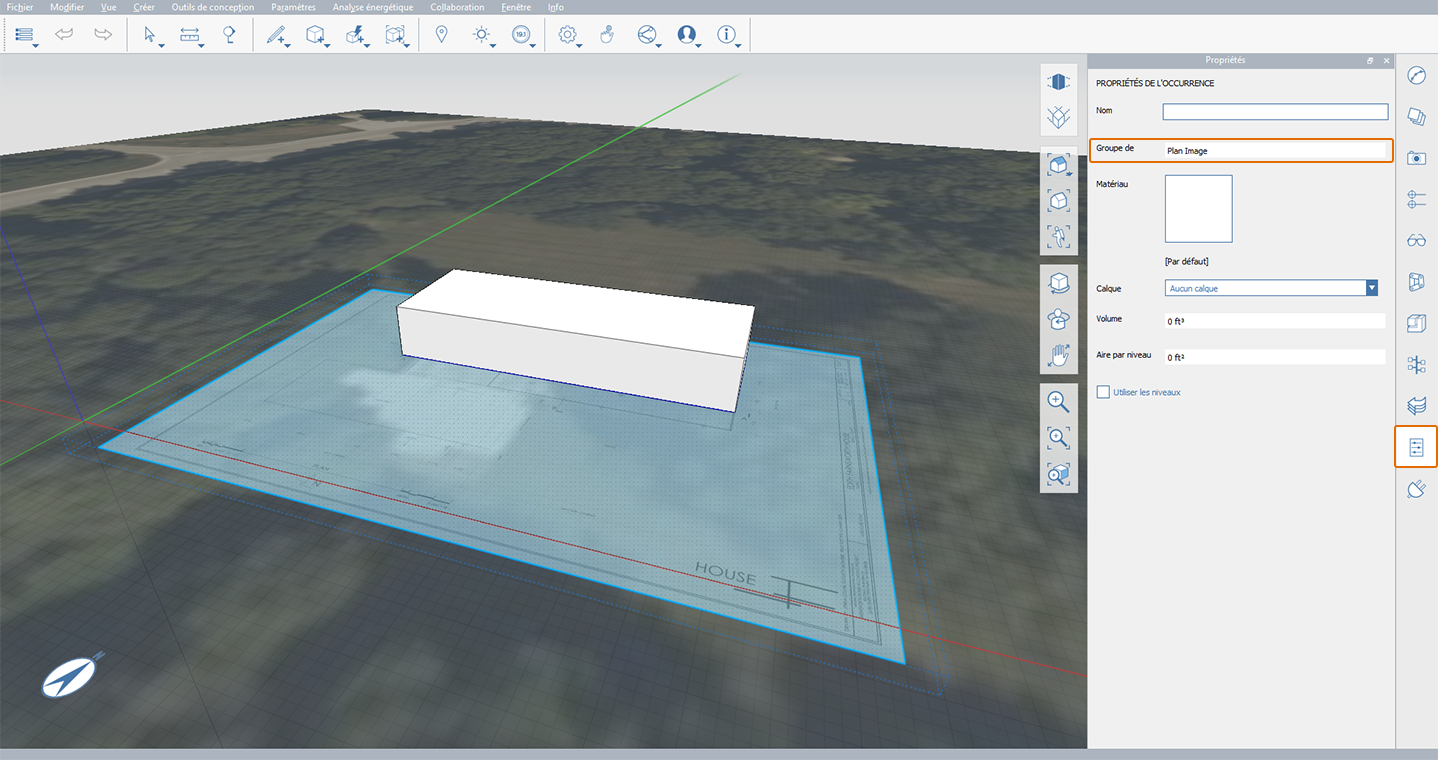 Fichier Modifier Vue Créer Outils de conception Paramètres Analyse énergétique Collaboration Fenêtre Info
19.1
Propriétés
PROPRIÉTÉS DE L'OCCURRENCE
Nom
Groupe de Plan Image
Matériau
[Par défaut]
Calque Aucun calque
Volume 0 ft³
Aire par niveau 0 ft²
Utiliser les niveaux
HOUSE